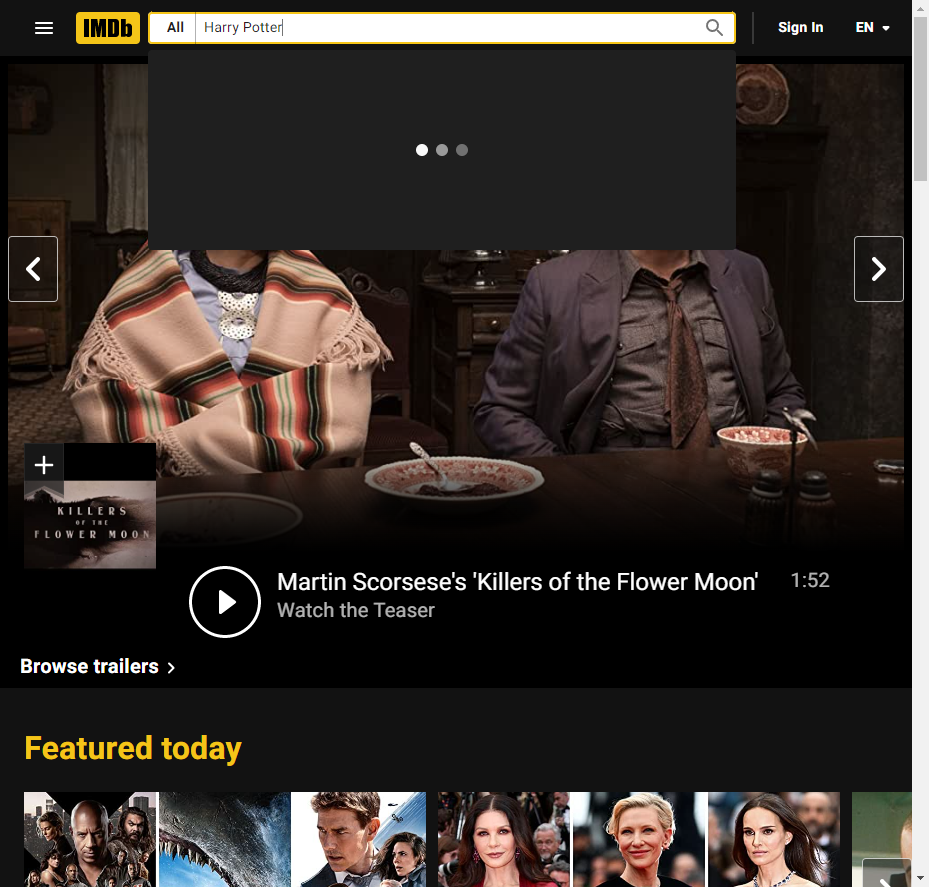 IMDb
All
Harry Potter
Sign In
EN
KILLERS
OF THE
FLOWER MOON
Martin Scorsese's 'Killers of the Flower Moon'
1:52
Watch the Teaser
Browse trailers
Featured today